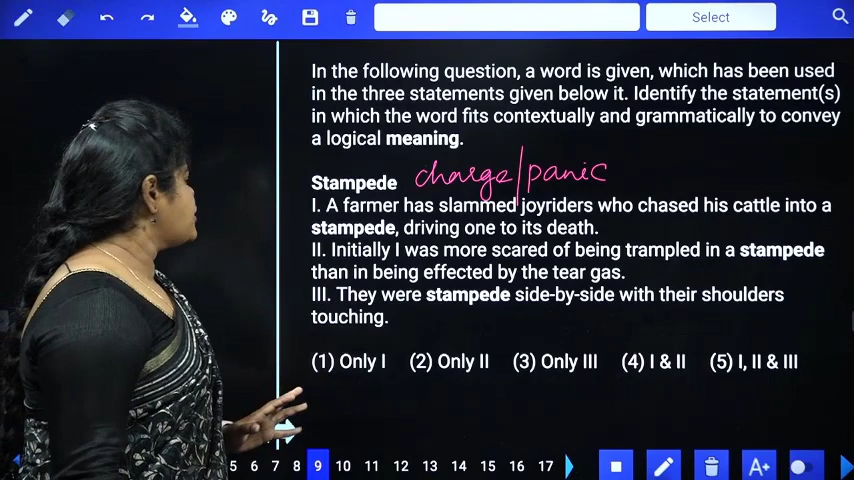 Select
In the following question, a word is given, which has been used
in the three statements given below it. Identify the statement(s)
in which the word fits contextually and grammatically to convey
a logical meaning.
Stampede charge/panic
I. A farmer has slammed joyriders who chased his cattle into a
stampede, driving one to its death.
II. Initially I was more scared of being trampled in a stampede
than in being effected by the tear gas.
III. They were stampede side-by-side with their shoulders
touching.
(1) Only I (2) Only II (3) Only III (4) I & II (5) I, II & III
5 6 7 8 9 10 11 12 13 14 15 16 17 A+